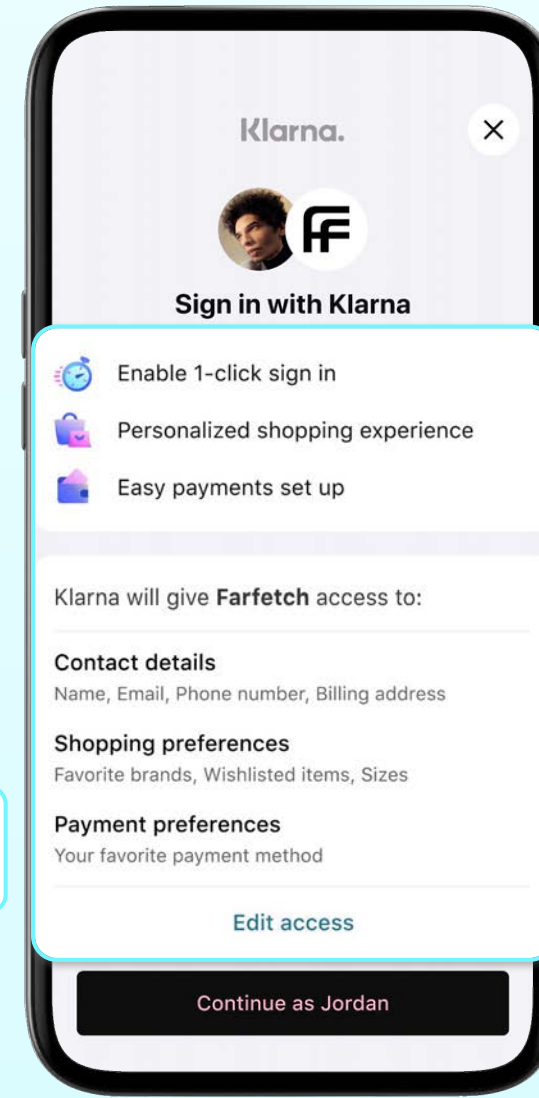 Klarna.
Sign in with Klarna
Enable 1-click sign in
Personalized shopping experience
Easy payments set up
Klarna will give Farfetch access to:
Contact details
Name, Email, Phone number, Billing address
Shopping preferences
Favorite brands, Wishlisted items, Sizes
Payment preferences
Your favorite payment method
Edit access
Continue as Jordan